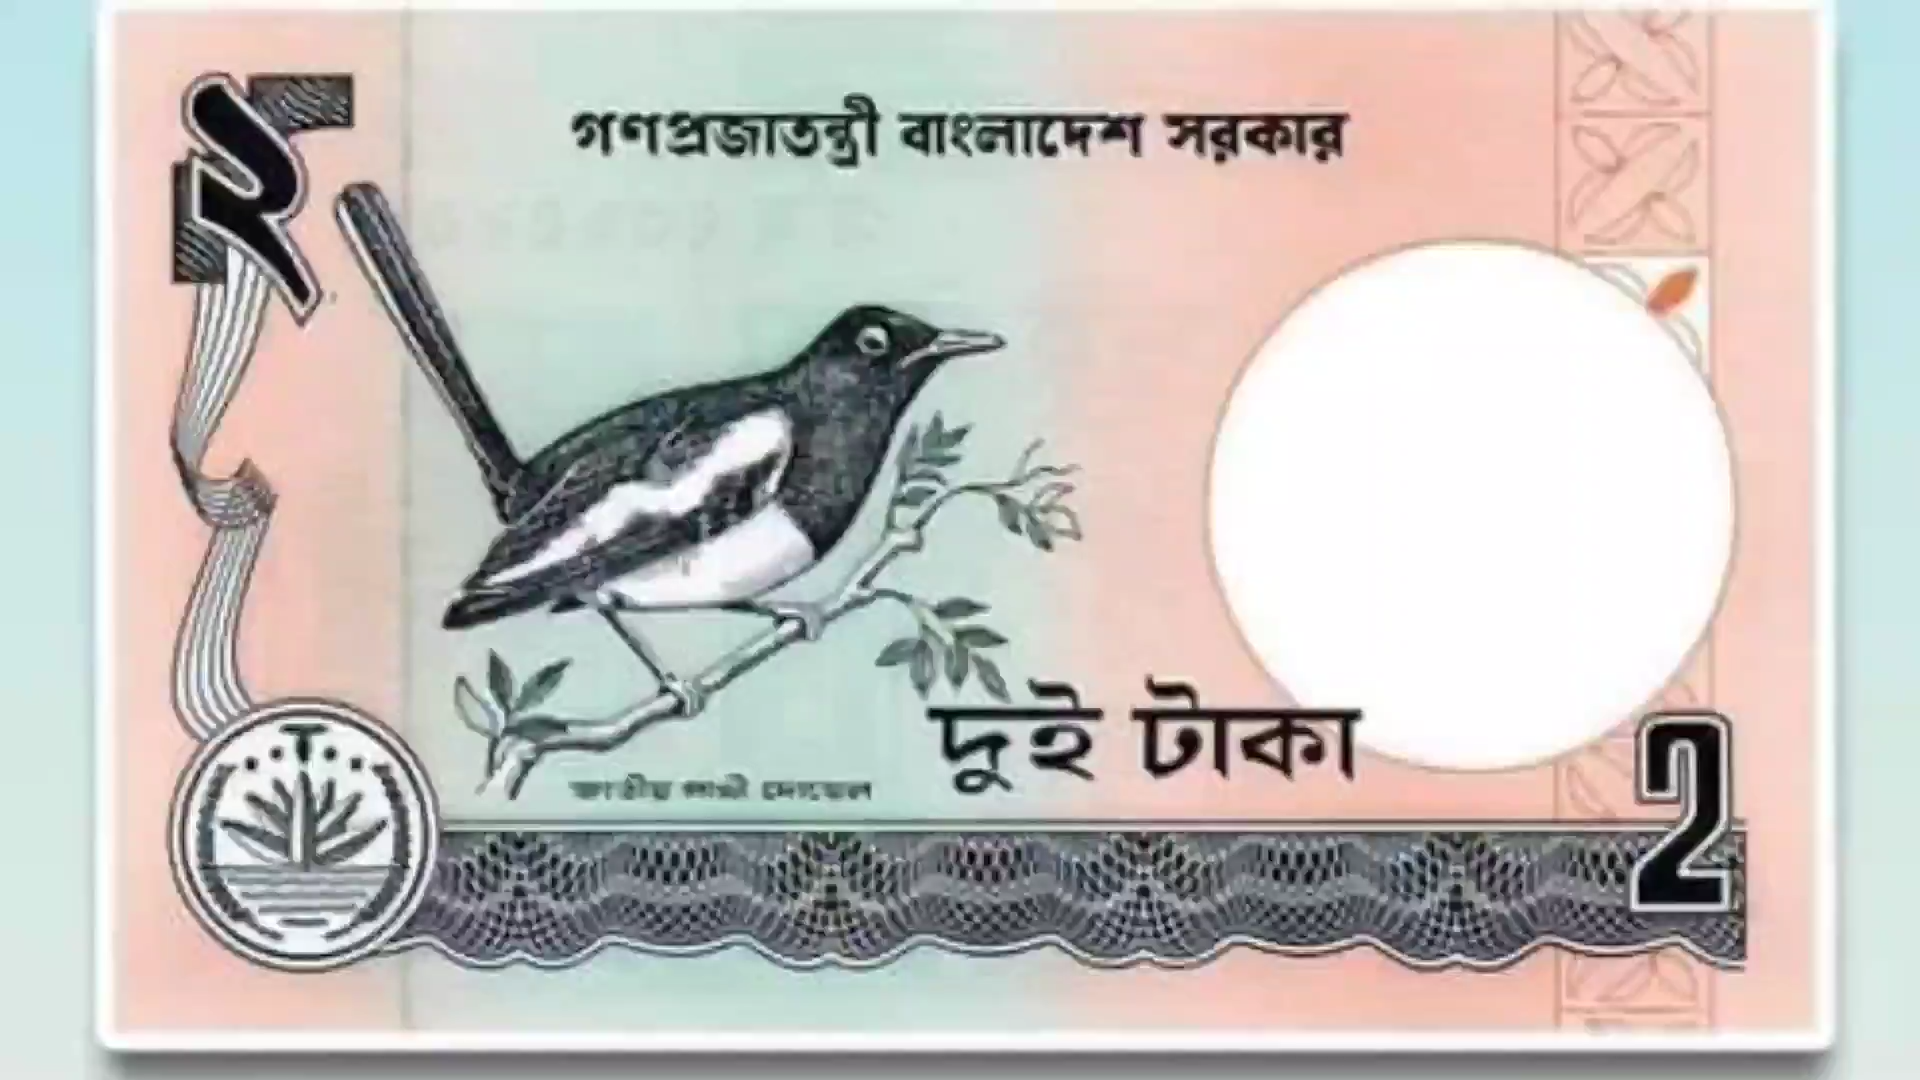 ২
গণপ্রজাতন্ত্রী বাংলাদেশ সরকার
দুই টাকা
জাতীয় পাখী দোয়েল
2